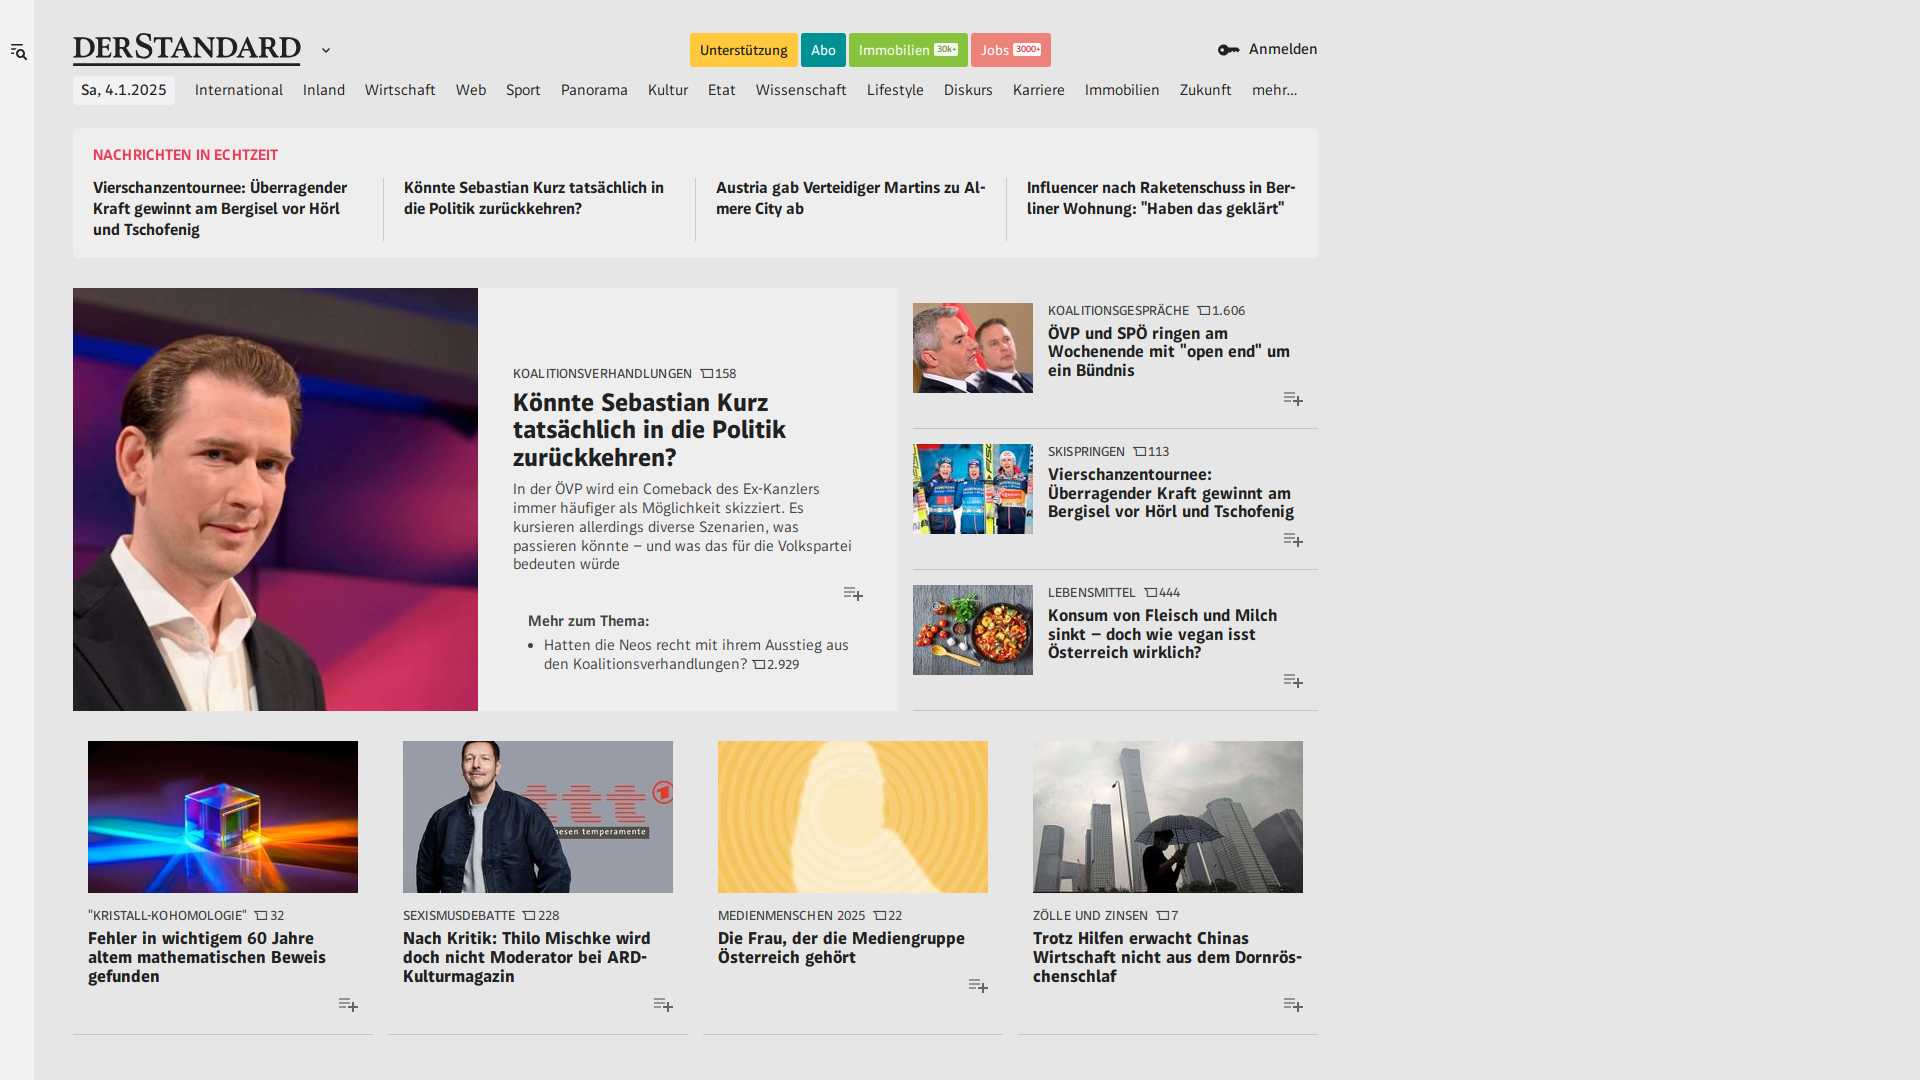 DERSTANDARD
Unterstützung Abo Immobilien 30k+ Jobs 3000+
Anmelden
Sa, 4.1.2025 International Inland Wirtschaft Web Sport Panorama Kultur Etat Wissenschaft Lifestyle Diskurs Karriere Immobilien Zukunft mehr...
NACHRICHTEN IN ECHTZEIT
Vierschanzentournee: Überragender
Kraft gewinnt am Bergisel vor Hörl
und Tschofenig
Könnte Sebastian Kurz tatsächlich in
die Politik zurückkehren?
Austria gab Verteidiger Martins zu Al-
mere City ab
Influencer nach Raketenschuss in Ber-
liner Wohnung: "Haben das geklärt"
KOALITIONSVERHANDLUNGEN 158
Könnte Sebastian Kurz
tatsächlich in die Politik
zurückkehren?
In der ÖVP wird ein Comeback des Ex-Kanzlers
immer häufiger als Möglichkeit skizziert. Es
kursieren allerdings diverse Szenarien, was
passieren könnte – und was das für die Volkspartei
bedeuten würde
Mehr zum Thema:
Hatten die Neos recht mit ihrem Ausstieg aus
den Koalitionsverhandlungen? 2.929
KOALITIONSGESPRÄCHE 1.606
ÖVP und SPÖ ringen am
Wochenende mit "open end" um
ein Bündnis
SKISPRINGEN 113
Vierschanzentournee:
Überragender Kraft gewinnt am
Bergisel vor Hörl und Tschofenig
LEBENSMITTEL 444
Konsum von Fleisch und Milch
sinkt – doch wie vegan isst
Österreich wirklich?
"KRISTALL-KOHOMOLOGIE" 32
Fehler in wichtigem 60 Jahre
altem mathematischen Beweis
gefunden
ttt
hesen temperamente
SEXISMUSDEBATTE 228
Nach Kritik: Thilo Mischke wird
doch nicht Moderator bei ARD-
Kulturmagazin
MEDIENMENSCHEN 2025 22
Die Frau, der die Mediengruppe
Österreich gehört
ZÖLLE UND ZINSEN 7
Trotz Hilfen erwacht Chinas
Wirtschaft nicht aus dem Dornrös-
chenschlaf